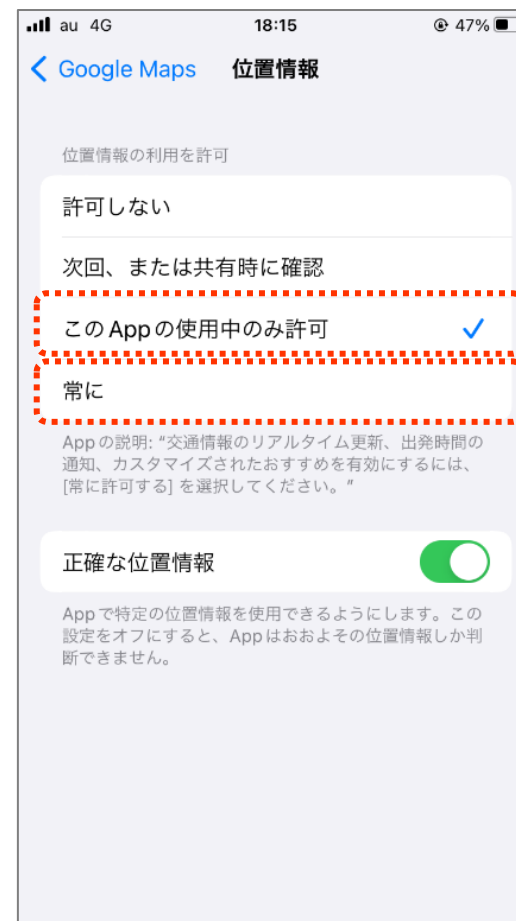 au 4G 18:15 47%
Google Maps 位置情報
位置情報の利用を許可
許可しない
次回、または共有時に確認
このAppの使用中のみ許可
常に
Appの説明: “交通情報のリアルタイム更新、出発時間の
通知、カスタマイズされたおすすめを有効にするには、
[常に許可する] を選択してください。”
正確な位置情報
Appで特定の位置情報を使用できるようにします。この
設定をオフにすると、Appはおおよその位置情報しか判
断できません。